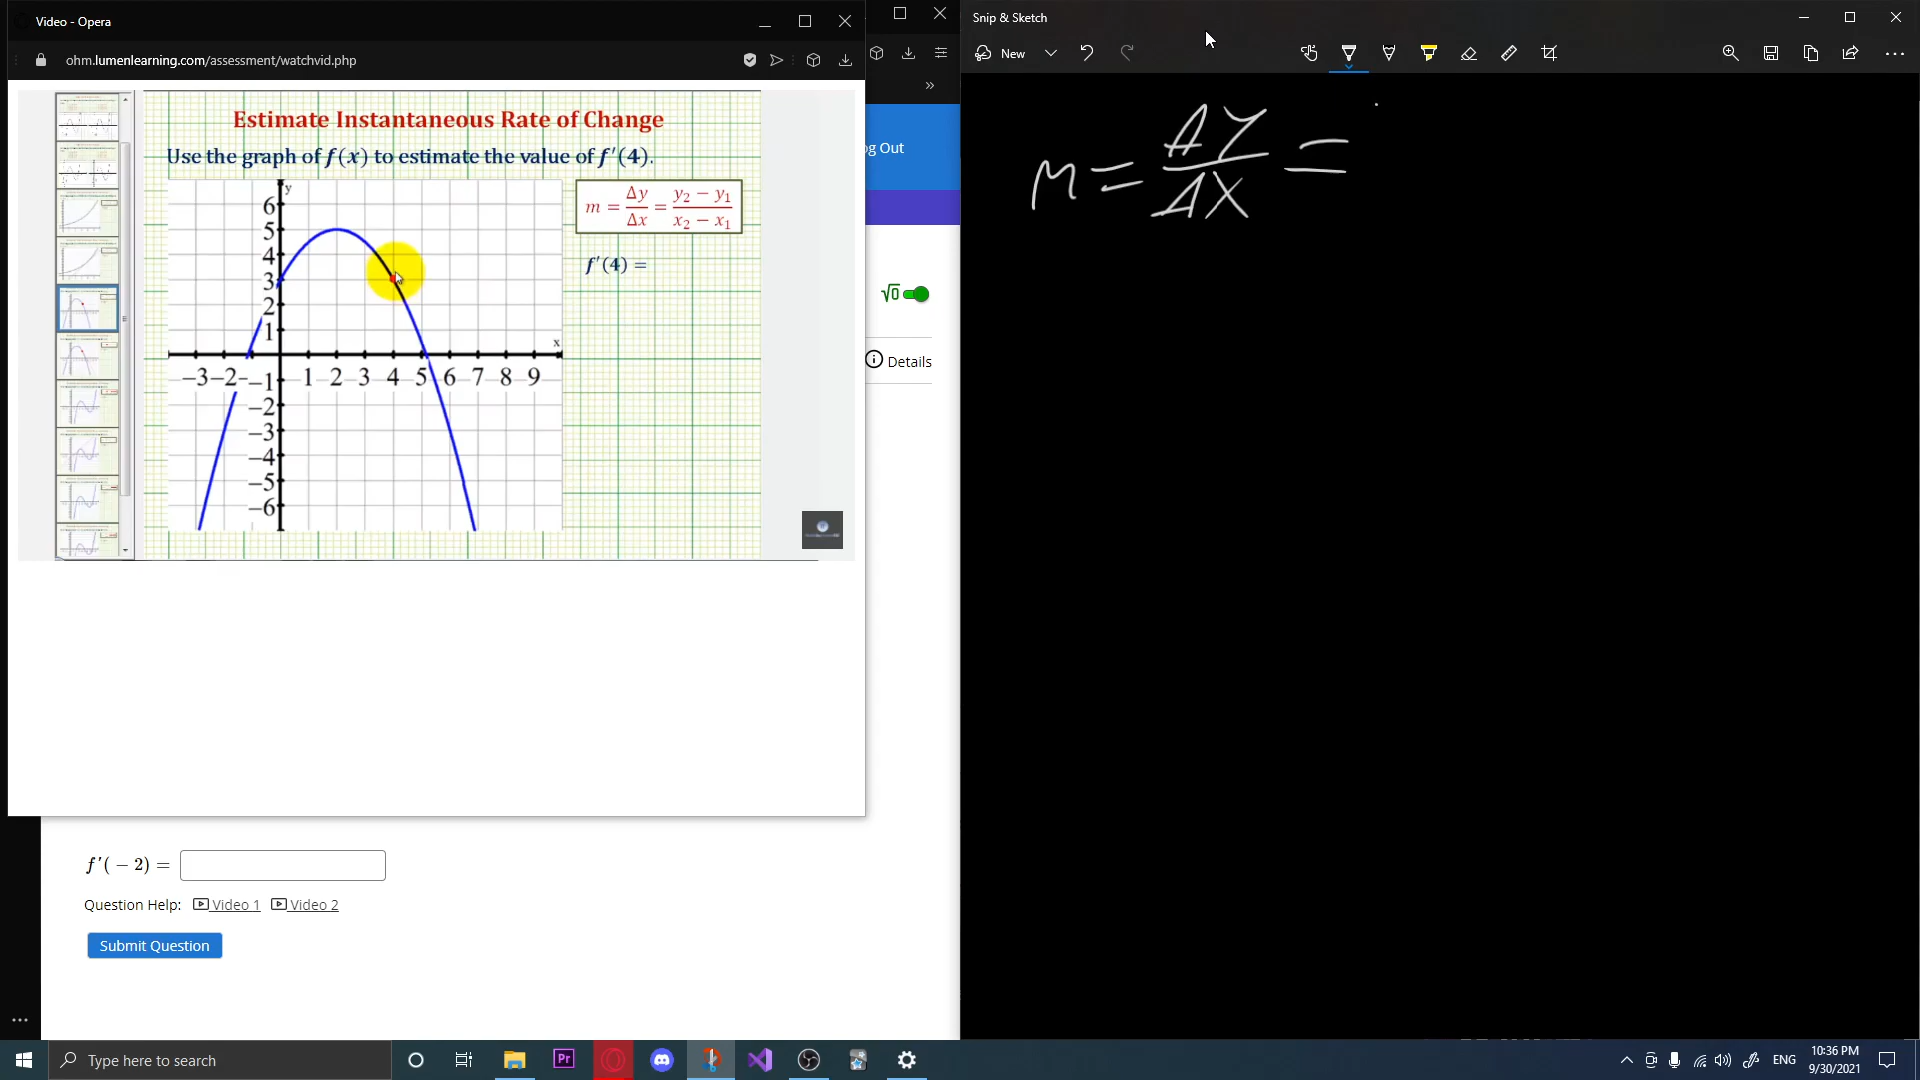 Video - Opera
ohm.lumenlearning.com/assessment/watchvid.php
Estimate Instantaneous Rate of Change
Use the graph of f(x) to estimate the value of f′(4).
m = Δy/Δx = (y₂ − y₁)/(x₂ − x₁)
f′(4) =
y
6
5
4
3
2
1
x
−3 −2 −1 1 2 3 4 5 6 7 8 9
−2
−3
−4
−5
−6
og Out
√0
Details
f'( − 2) =
Question Help: Video 1 Video 2
Submit Question
Snip & Sketch
New
M = ΔY/ΔX =
Type here to search
Pr
ENG
10:36 PM
9/30/2021